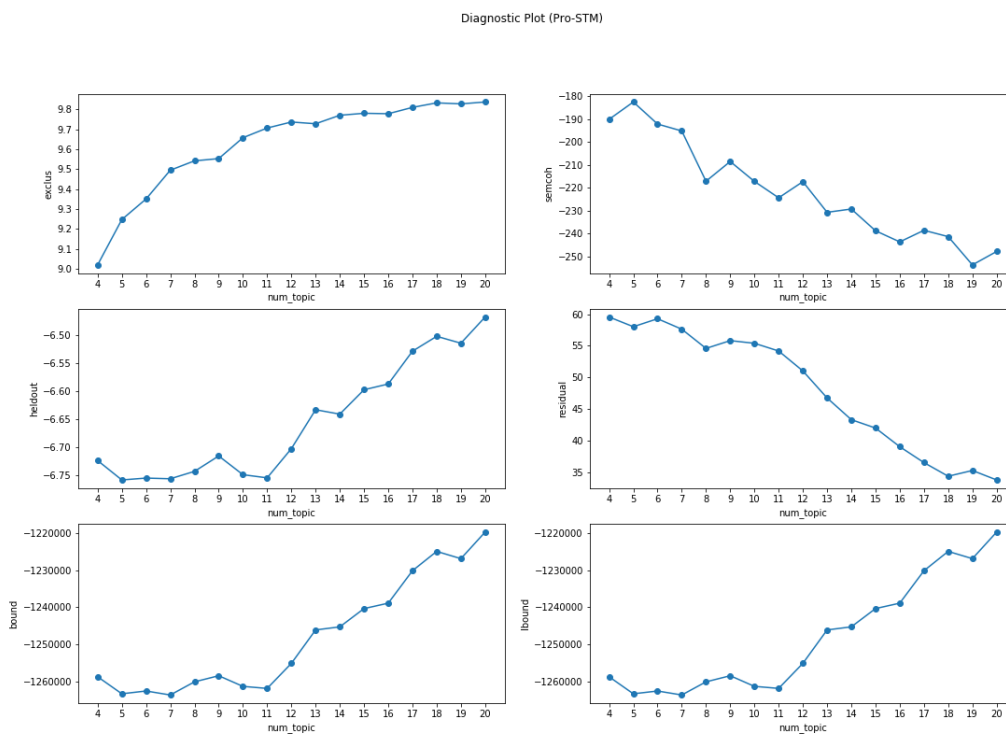 Diagnostic Plot (Pro-STM)
9.8
9.7
9.6
9.5
9.4
9.3
9.2
9.1
9.0
exclus
4 5 6 7 8 9 10 11 12 13 14 15 16 17 18 19 20
num_topic
−180
−190
−200
−210
−220
−230
−240
−250
semcoh
4 5 6 7 8 9 10 11 12 13 14 15 16 17 18 19 20
num_topic
−6.50
−6.55
−6.60
−6.65
−6.70
−6.75
heldout
4 5 6 7 8 9 10 11 12 13 14 15 16 17 18 19 20
num_topic
60
55
50
45
40
35
residual
4 5 6 7 8 9 10 11 12 13 14 15 16 17 18 19 20
num_topic
−1220000
−1230000
−1240000
−1250000
−1260000
bound
4 5 6 7 8 9 10 11 12 13 14 15 16 17 18 19 20
num_topic
−1220000
−1230000
−1240000
−1250000
−1260000
lbound
4 5 6 7 8 9 10 11 12 13 14 15 16 17 18 19 20
num_topic